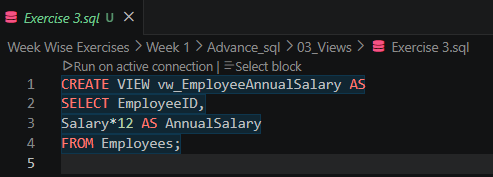 Exercise 3.sql U
Week Wise Exercises > Week 1 > Advance_sql > 03_Views > Exercise 3.sql
Run on active connection | Select block
1 CREATE VIEW vw_EmployeeAnnualSalary AS
2 SELECT EmployeeID,
3 Salary*12 AS AnnualSalary
4 FROM Employees;
5